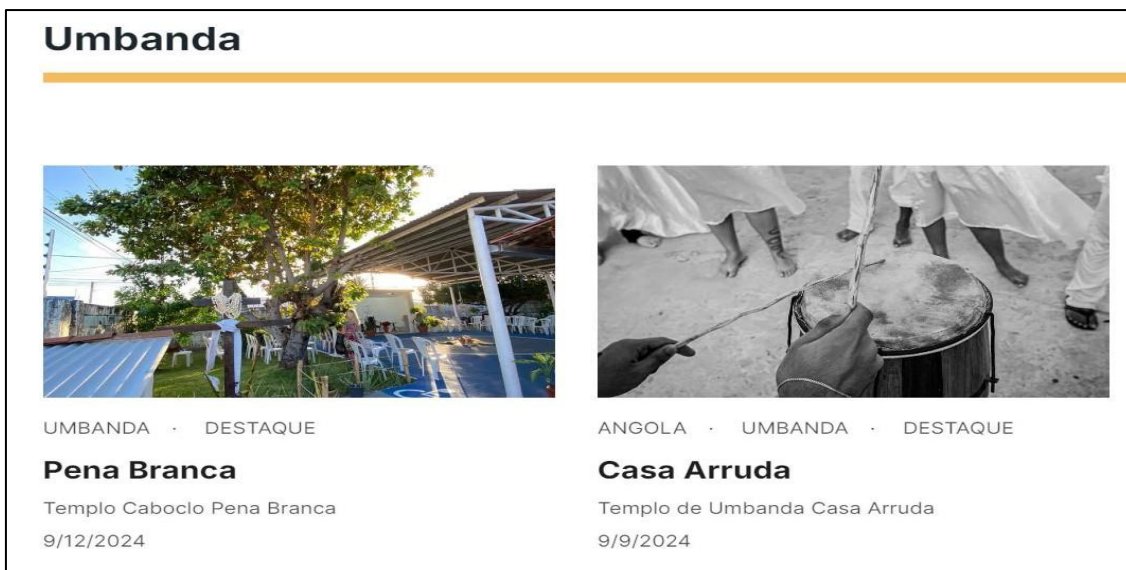 Umbanda
UMBANDA · DESTAQUE
Pena Branca
Templo Caboclo Pena Branca
9/12/2024
ANGOLA · UMBANDA · DESTAQUE
Casa Arruda
Templo de Umbanda Casa Arruda
9/9/2024